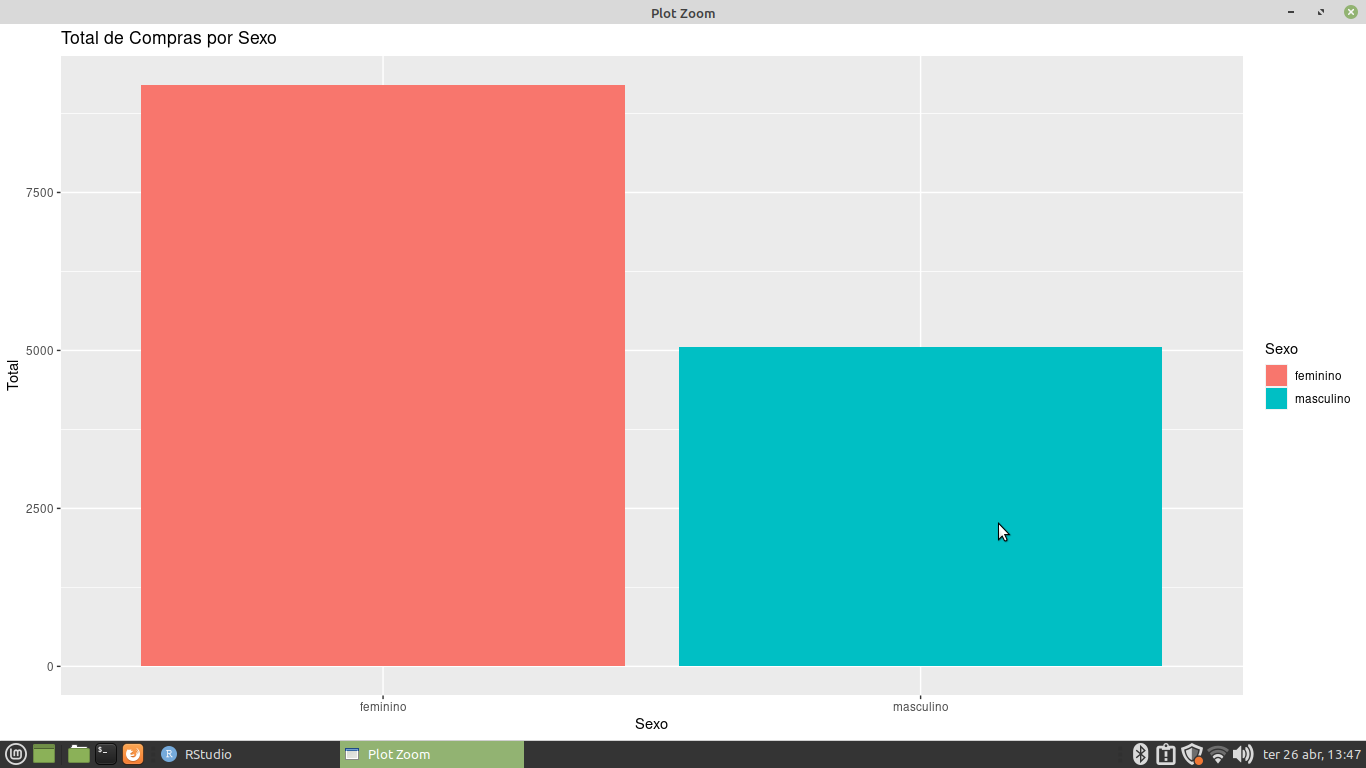 Plot Zoom
Total de Compras por Sexo
7500
5000
2500
0
Total
feminino
masculino
Sexo
Sexo
feminino
masculino
RStudio
Plot Zoom
ter 26 abr, 13:47